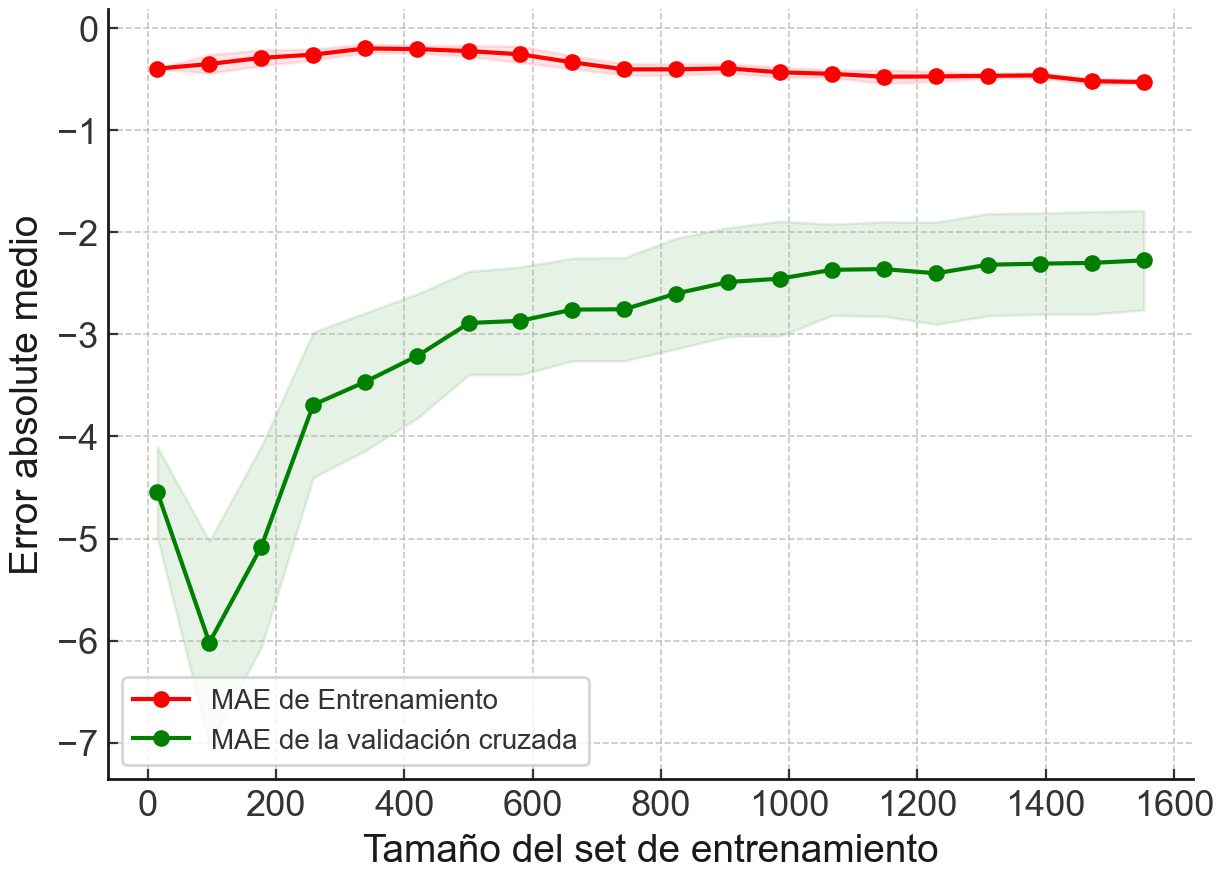 0
−1
−2
−3
−4
−5
−6
−7
Error absolute medio
MAE de Entrenamiento
MAE de la validación cruzada
0 200 400 600 800 1000 1200 1400 1600
Tamaño del set de entrenamiento